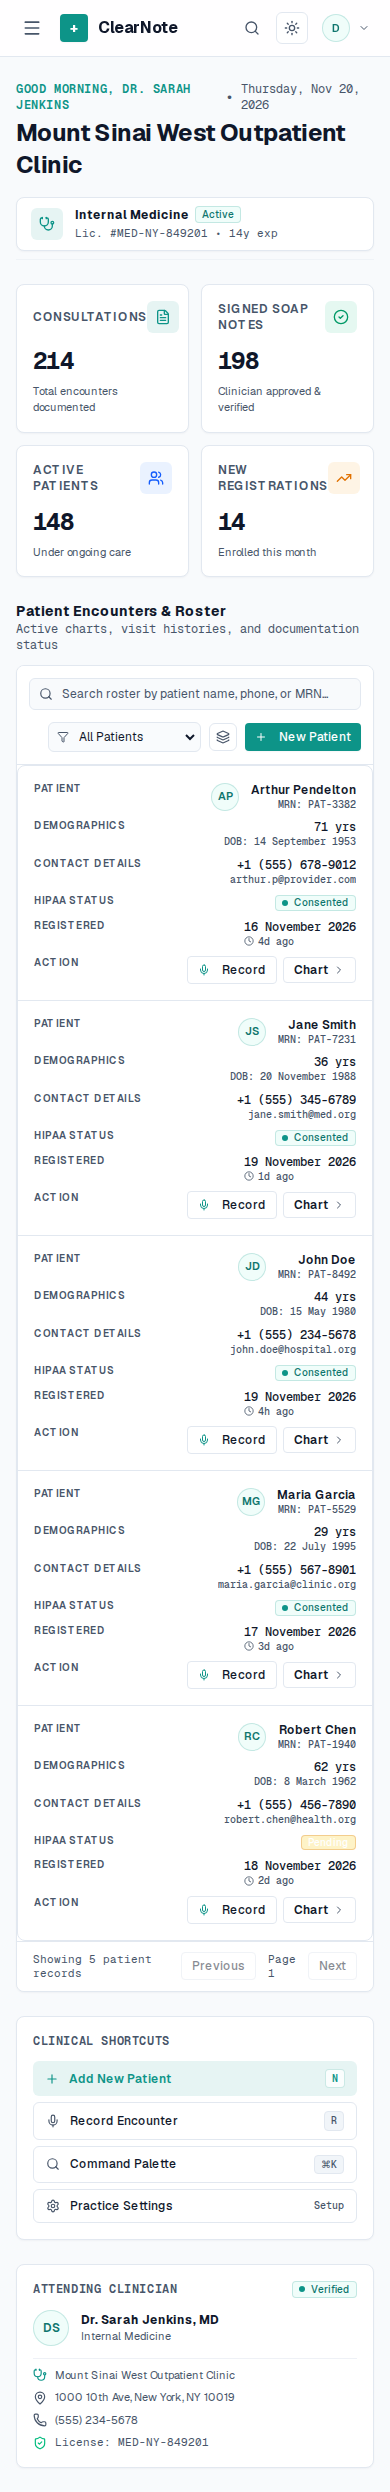 + ClearNote
D
GOOD MORNING, DR. SARAH JENKINS • Thursday, Nov 20, 2026
Mount Sinai West Outpatient
Clinic
Internal Medicine Active
Lic. #MED-NY-849201 • 14y exp
CONSULTATIONS
214
Total encounters
documented
SIGNED SOAP
NOTES
198
Clinician approved &
verified
ACTIVE
PATIENTS
148
Under ongoing care
NEW
REGISTRATIONS
14
Enrolled this month
Patient Encounters & Roster
Active charts, visit histories, and documentation
status
Search roster by patient name, phone, or MRN...
All Patients
+ New Patient
PATIENT AP Arthur Pendelton
MRN: PAT-3382
DEMOGRAPHICS 71 yrs
DOB: 14 September 1953
CONTACT DETAILS +1 (555) 678-9012
arthur.p@provider.com
HIPAA STATUS Consented
REGISTERED 16 November 2026
4d ago
ACTION Record Chart
PATIENT JS Jane Smith
MRN: PAT-7231
DEMOGRAPHICS 36 yrs
DOB: 20 November 1988
CONTACT DETAILS +1 (555) 345-6789
jane.smith@med.org
HIPAA STATUS Consented
REGISTERED 19 November 2026
1d ago
ACTION Record Chart
PATIENT JD John Doe
MRN: PAT-8492
DEMOGRAPHICS 44 yrs
DOB: 15 May 1980
CONTACT DETAILS +1 (555) 234-5678
john.doe@hospital.org
HIPAA STATUS Consented
REGISTERED 19 November 2026
4h ago
ACTION Record Chart
PATIENT MG Maria Garcia
MRN: PAT-5529
DEMOGRAPHICS 29 yrs
DOB: 22 July 1995
CONTACT DETAILS +1 (555) 567-8901
maria.garcia@clinic.org
HIPAA STATUS Consented
REGISTERED 17 November 2026
3d ago
ACTION Record Chart
PATIENT RC Robert Chen
MRN: PAT-1940
DEMOGRAPHICS 62 yrs
DOB: 8 March 1962
CONTACT DETAILS +1 (555) 456-7890
robert.chen@health.org
HIPAA STATUS Pending
REGISTERED 18 November 2026
2d ago
ACTION Record Chart
Showing 5 patient
records
Previous Page 1 Next
CLINICAL SHORTCUTS
Add New Patient N
Record Encounter R
Command Palette ⌘K
Practice Settings Setup
ATTENDING CLINICIAN Verified
DS Dr. Sarah Jenkins, MD
Internal Medicine
Mount Sinai West Outpatient Clinic
1000 10th Ave, New York, NY 10019
(555) 234-5678
License: MED-NY-849201